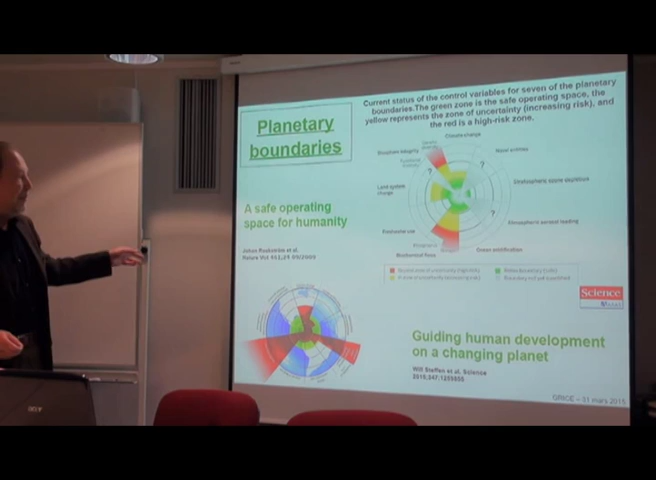 Planetary
boundaries
Current status of the control variables for seven of the planetary
boundaries.The green zone is the safe operating space, the
yellow represents the zone of uncertainty (increasing risk), and
the red is a high-risk zone.
Climate change
Biosphere integrity
Novel entities
Stratospheric ozone depletion
Land system
change
?
?
?
Freshwater use
Atmospheric aerosol loading
Ocean acidification
A safe operating
space for humanity
Johan Rockström et al.
Science
Guiding human development
on a changing planet
Will Steffen et al. Science
2015;347:1259855
31 mars 2015
acer